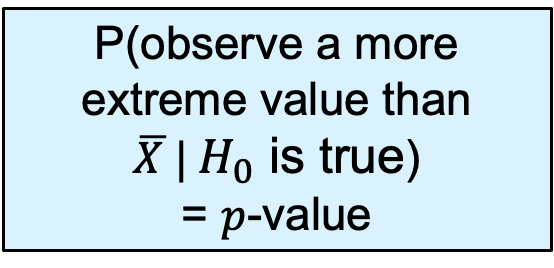 P(observe a more
extreme value than
X̅ | H₀ is true)
= p-value